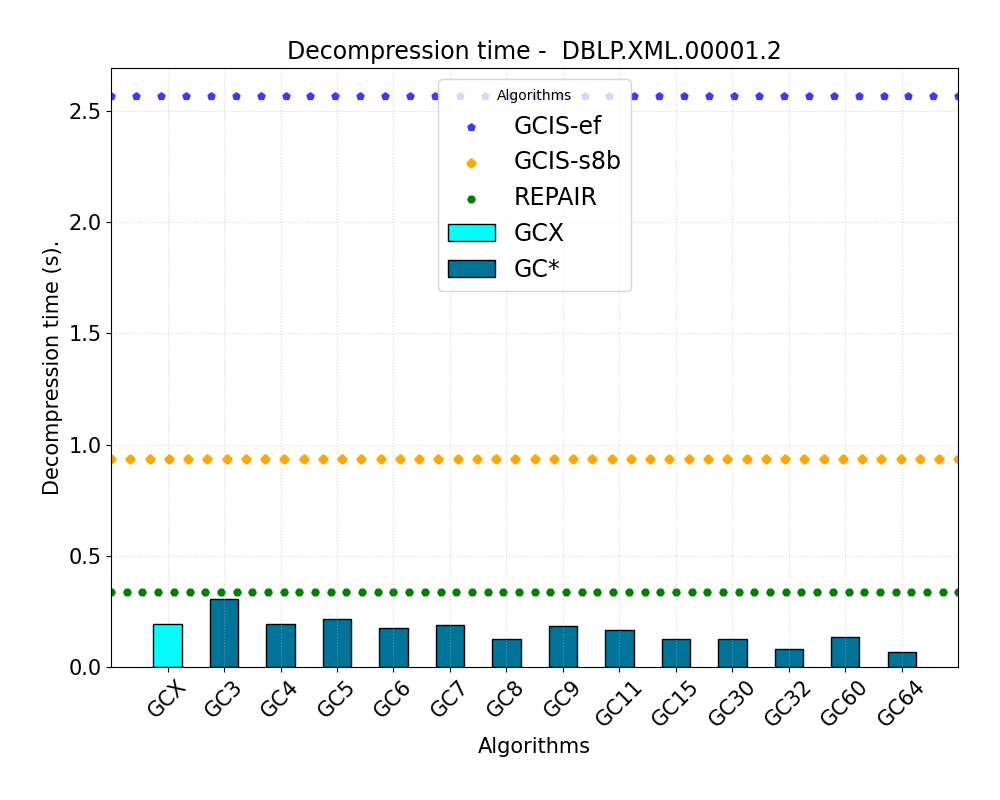 Decompression time -  DBLP.XML.00001.2
Decompression time (s).
2.5
2.0
1.5
1.0
0.5
0.0
Algorithms
GCIS-ef
GCIS-s8b
REPAIR
GCX
GC*
GCX
GC3
GC4
GC5
GC6
GC7
GC8
GC9
GC11
GC15
GC30
GC32
GC60
GC64
Algorithms